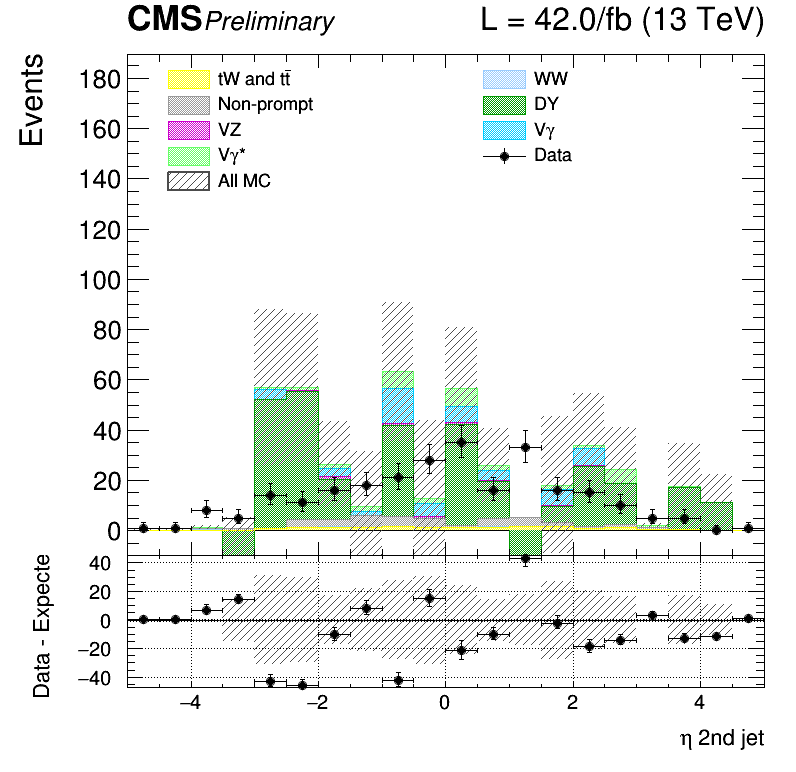 CMS Preliminary L = 42.0/fb (13 TeV)
Events
180
160
140
120
100
80
60
40
20
0
tW and tt̄
Non-prompt
VZ
Vγ*
All MC
WW
DY
Vγ
Data
Data - Expecte
40
20
0
−20
−40
−4 −2 0 2 4
η 2nd jet